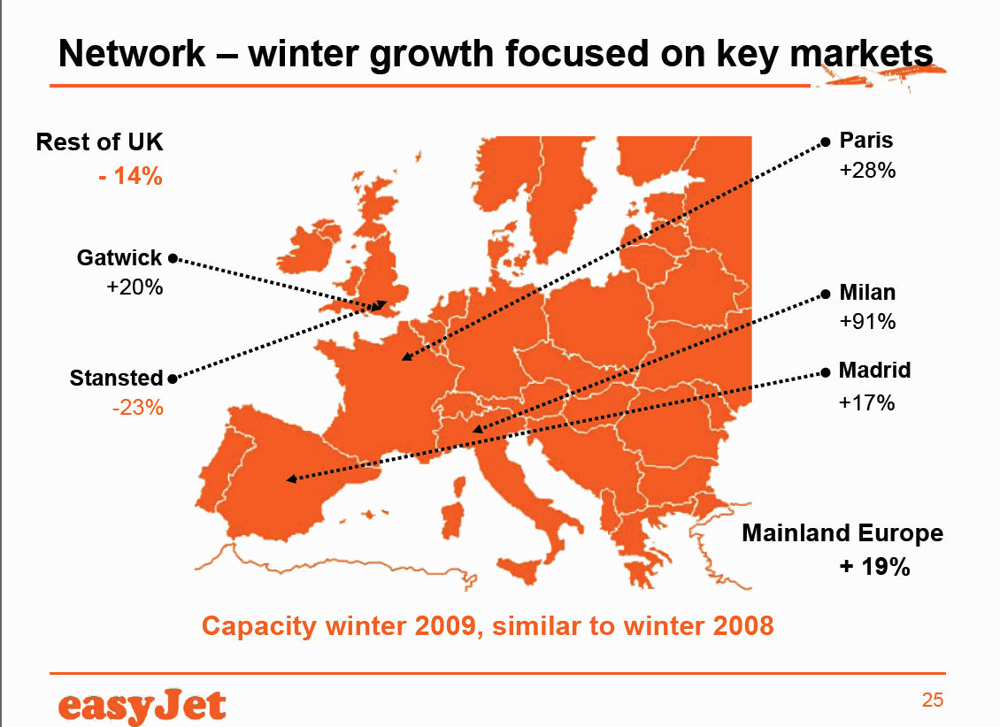 Network – winter growth focused on key markets
Rest of UK
- 14%
Gatwick
+20%
Stansted
-23%
Paris
+28%
Milan
+91%
Madrid
+17%
Mainland Europe
+ 19%
Capacity winter 2009, similar to winter 2008
easyJet
25